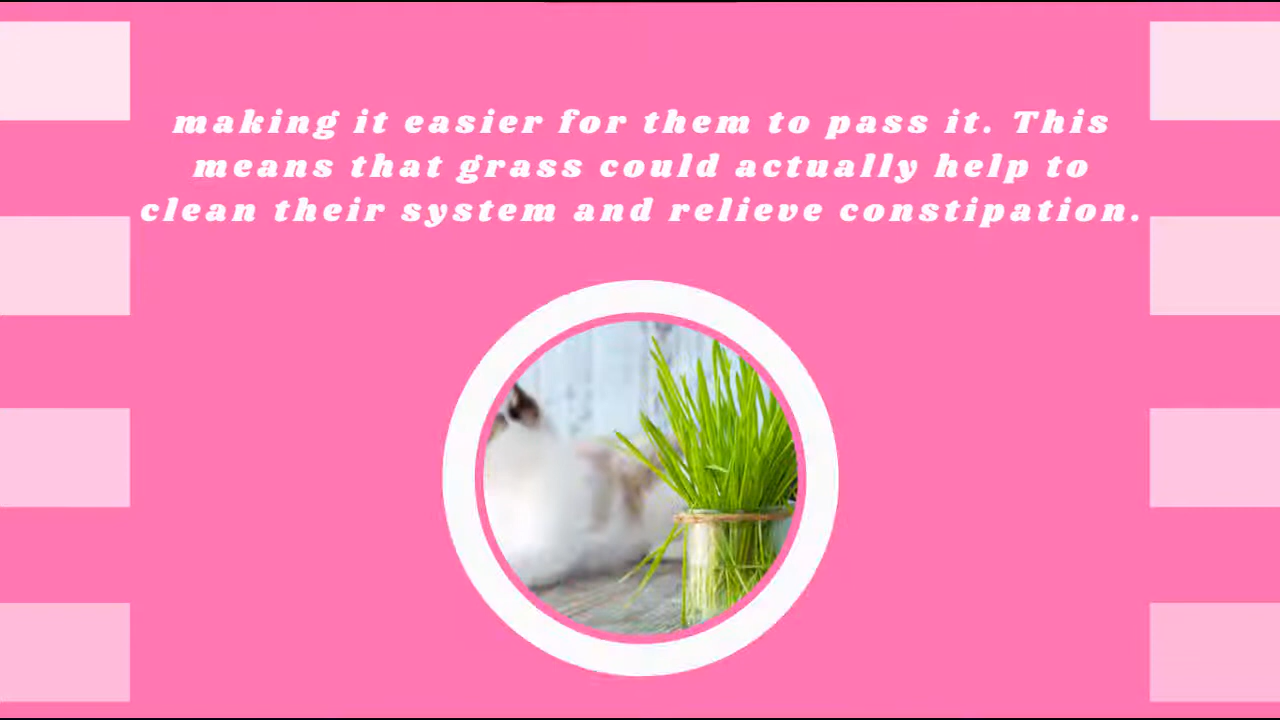 making it easier for them to pass it. This
means that grass could actually help to
clean their system and relieve constipation.